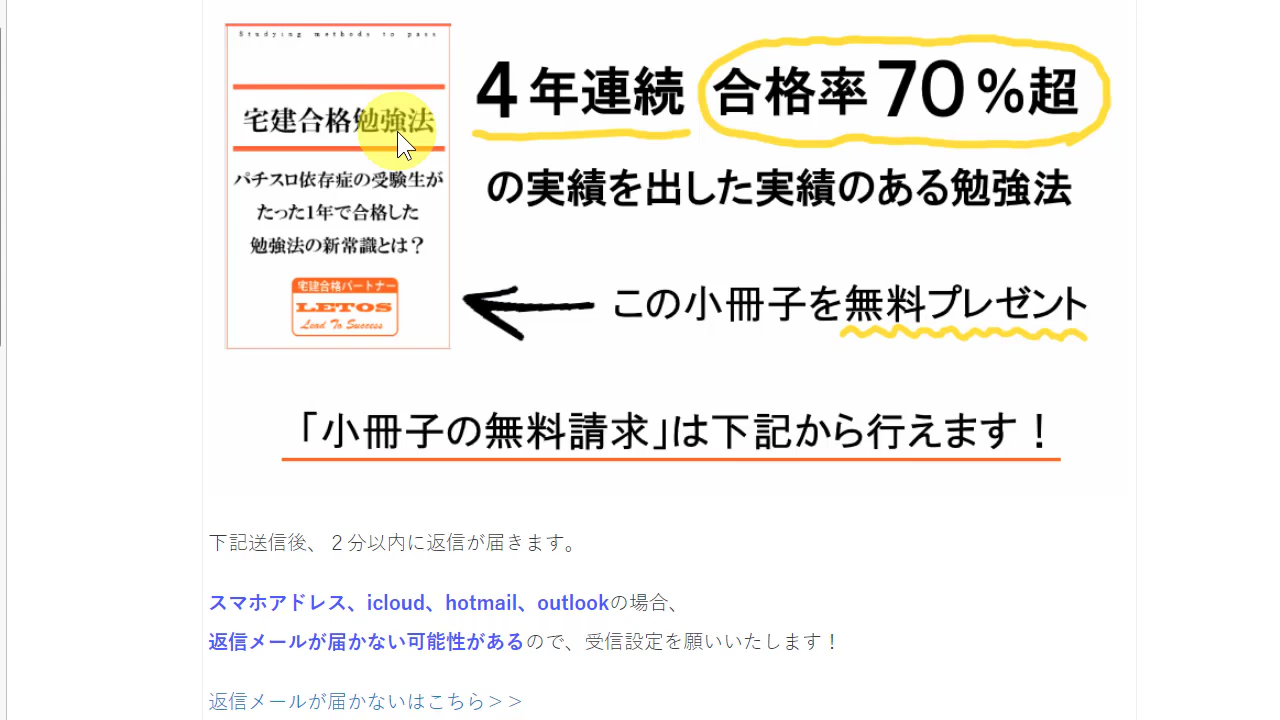 Studying methods to pass
宅建合格勉強法
パチスロ依存症の受験生が
たった1年で合格した
勉強法の新常識とは？
宅建合格パートナー
LETOS
Lead To Success
4年連続 合格率70％超
の実績を出した実績のある勉強法
この小冊子を無料プレゼント
「小冊子の無料請求」は下記から行えます！
下記送信後、２分以内に返信が届きます。
スマホアドレス、icloud、hotmail、outlookの場合、
返信メールが届かない可能性があるので、受信設定を願いいたします！
返信メールが届かないはこちら＞＞